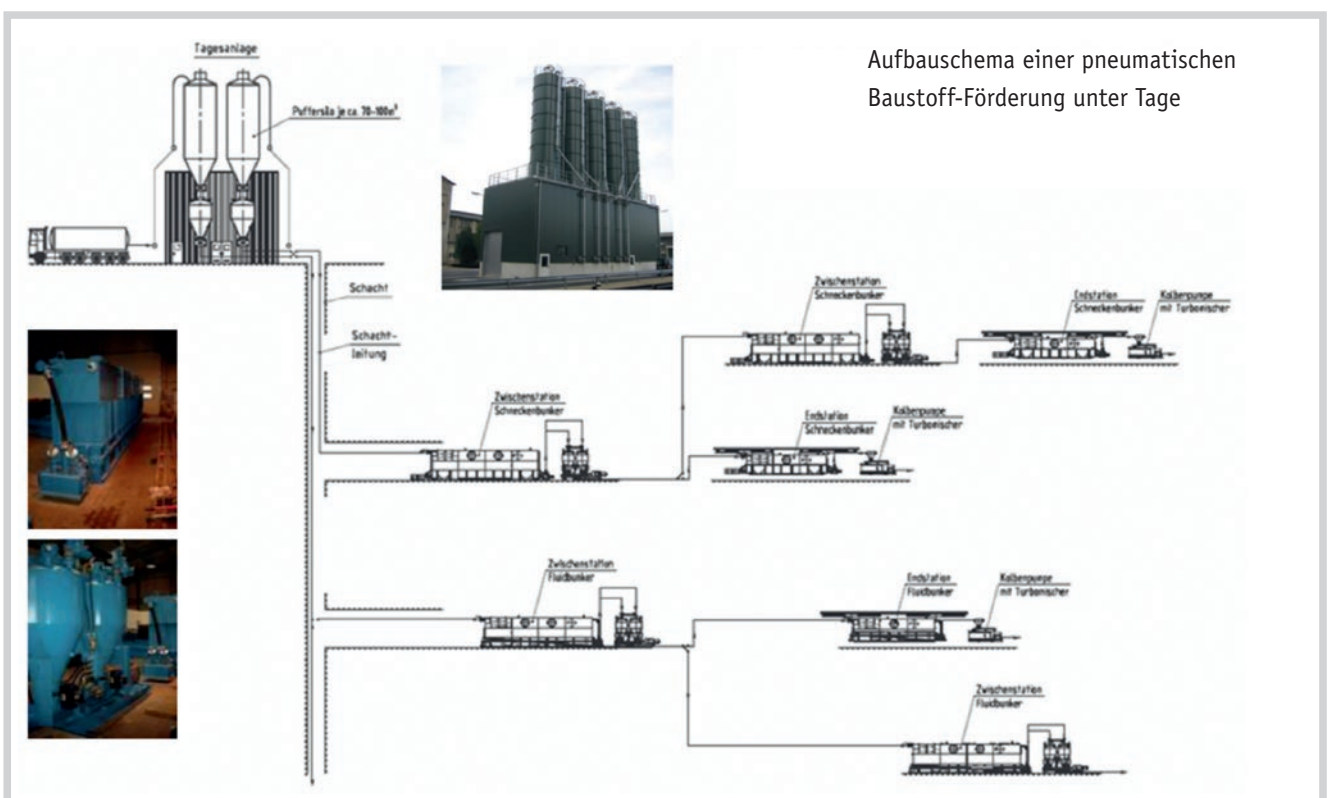 Aufbauschema einer pneumatischen
Baustoff-Förderung unter Tage
Tagesanlage
Puffersilo je ca. 70-100m³
Schacht
Schacht-
leitung
Zwischenstation
Schneckenbunker
Endstation
Schneckenbunker
Kolbenpumpe
mit Turbomischer
Zwischenstation
Schneckenbunker
Endstation
Schneckenbunker
Kolbenpumpe
mit Turbomischer
Zwischenstation
Fluidbunker
Endstation
Fluidbunker
Kolbenpumpe
mit Turbomischer
Zwischenstation
Fluidbunker